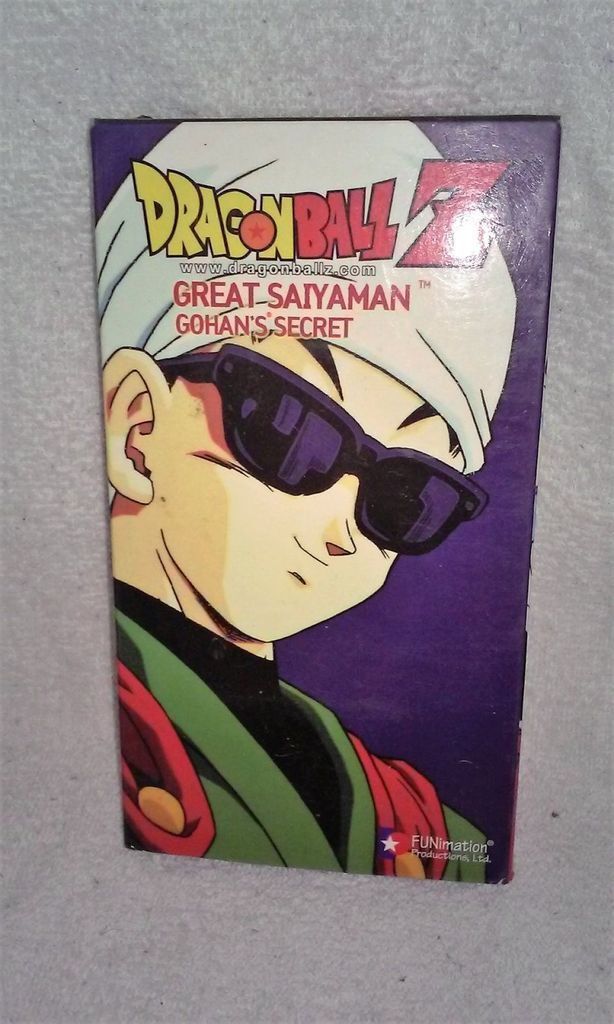 DRAGONBALL Z
www.dragonballz.com
GREAT SAIYAMAN™
GOHAN'S SECRET
FUNimation®
Productions, Ltd.